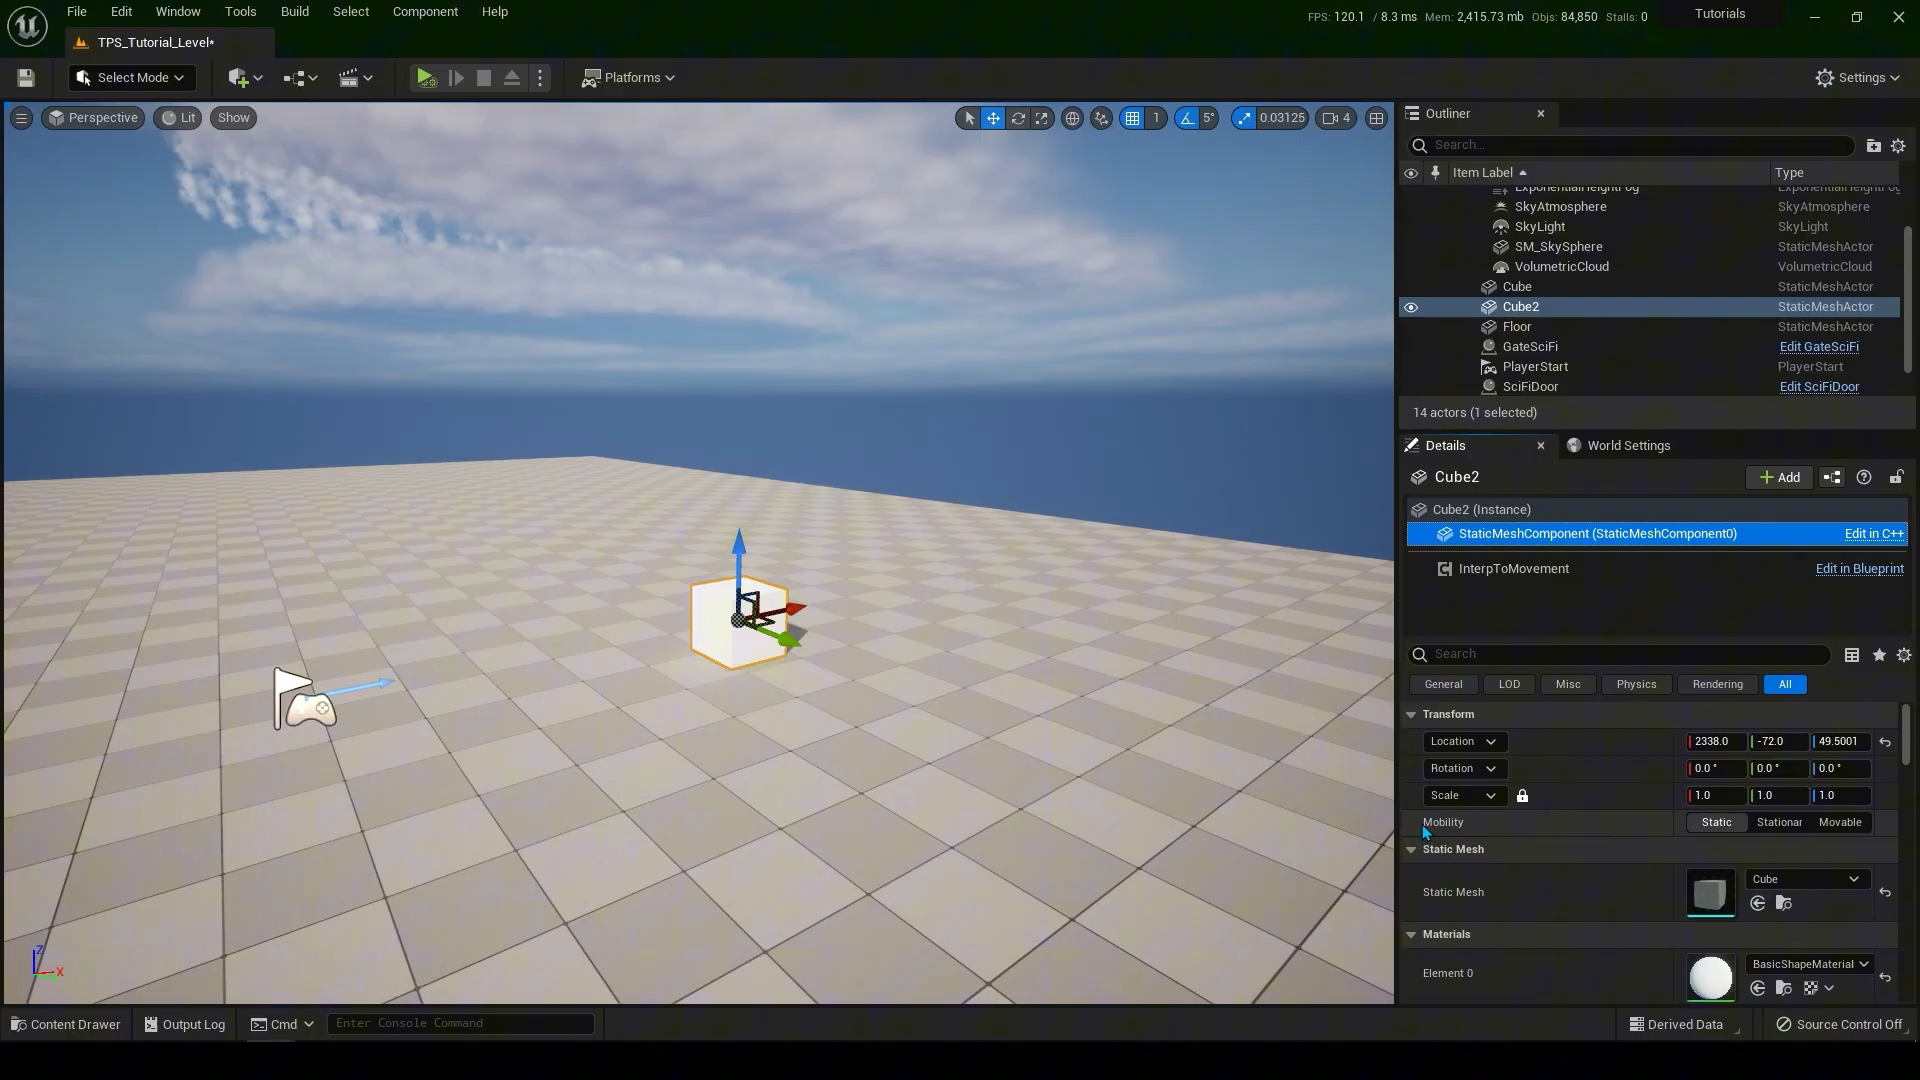 File Edit Window Tools Build Select Component Help
FPS: 120.1 / 8.3 ms Mem: 2,415.73 mb Objs: 84,850 Stalls: 0
Tutorials
TPS_Tutorial_Level*
Select Mode
Platforms
Settings
Perspective Lit Show
1 5° 0.03125 4
Outliner
Search...
Item Label Type
ExponentialHeightFog ExponentialHeightFog
SkyAtmosphere SkyAtmosphere
SkyLight SkyLight
SM_SkySphere StaticMeshActor
VolumetricCloud VolumetricCloud
Cube StaticMeshActor
Cube2 StaticMeshActor
Floor StaticMeshActor
GateSciFi Edit GateSciFi
PlayerStart PlayerStart
SciFiDoor Edit SciFiDoor
14 actors (1 selected)
Details World Settings
Cube2 Add
Cube2 (Instance)
StaticMeshComponent (StaticMeshComponent0) Edit in C++
InterpToMovement Edit in Blueprint
Search
General LOD Misc Physics Rendering All
Transform
Location 2338.0 -72.0 49.5001
Rotation 0.0 ° 0.0 ° 0.0 °
Scale 1.0 1.0 1.0
Mobility Static Stationar Movable
Static Mesh
Static Mesh Cube
Materials
Element 0 BasicShapeMaterial
Z
X
Content Drawer Output Log Cmd Enter Console Command
Derived Data Source Control Off